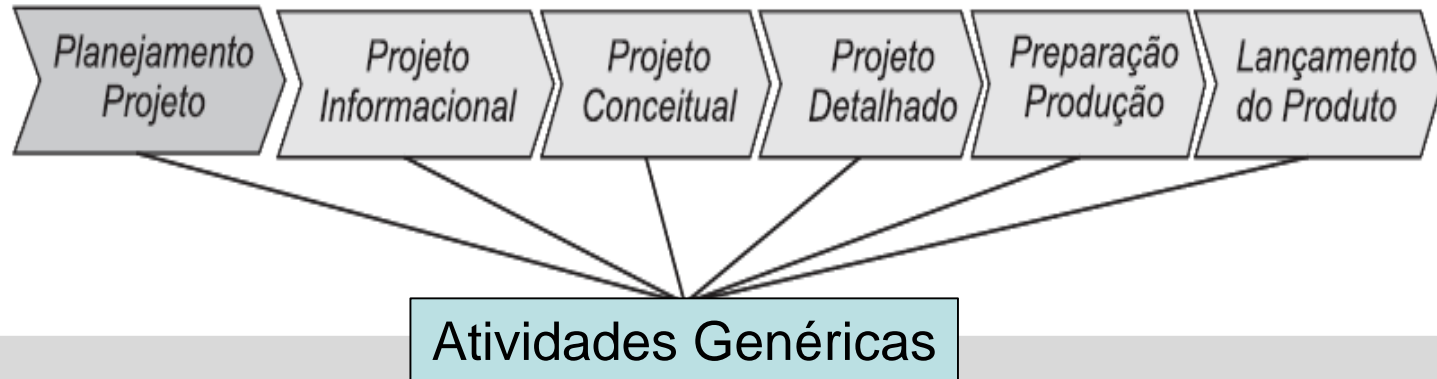 Planejamento
Projeto
Projeto
Informacional
Projeto
Conceitual
Projeto
Detalhado
Preparação
Produção
Lançamento
do Produto
Atividades Genéricas